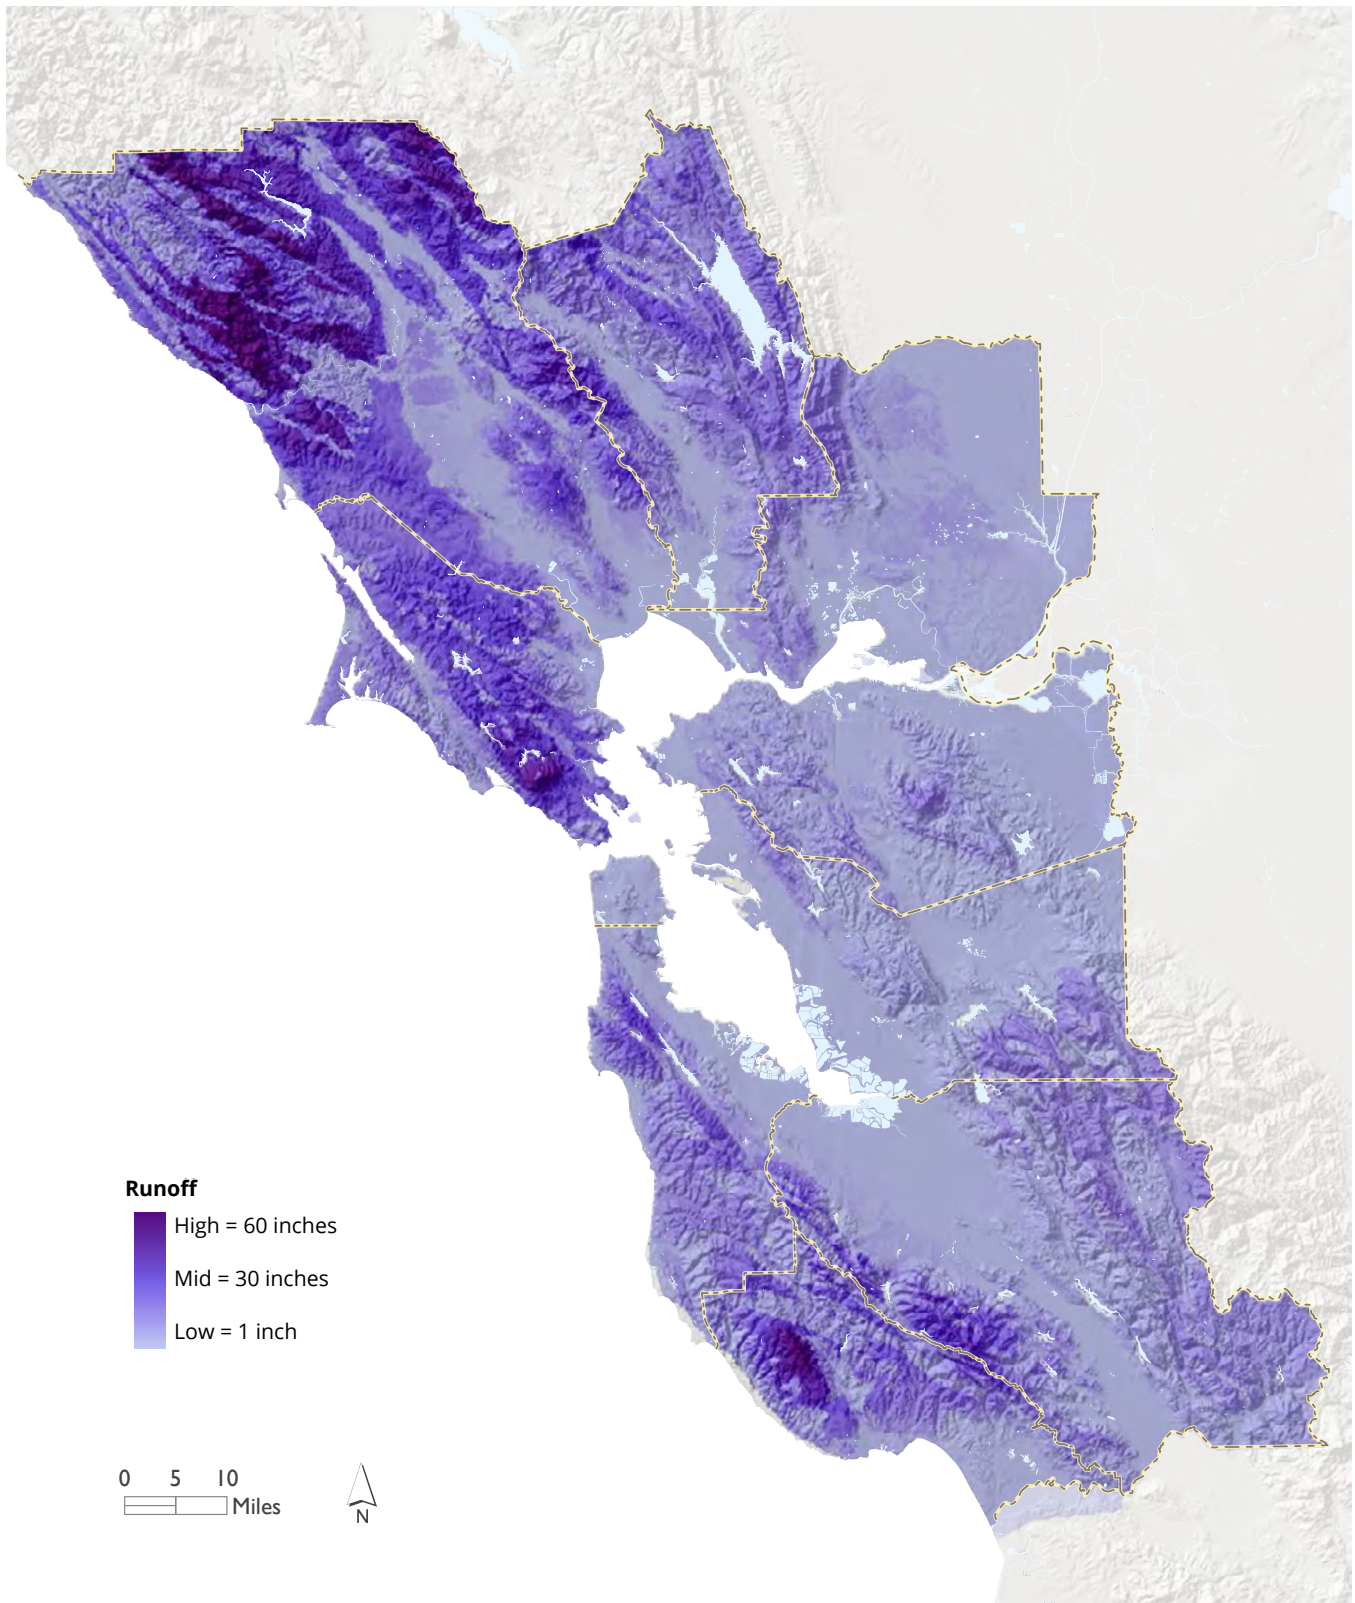 Runoff
High = 60 inches
Mid = 30 inches
Low = 1 inch
0 5 10
Miles
N